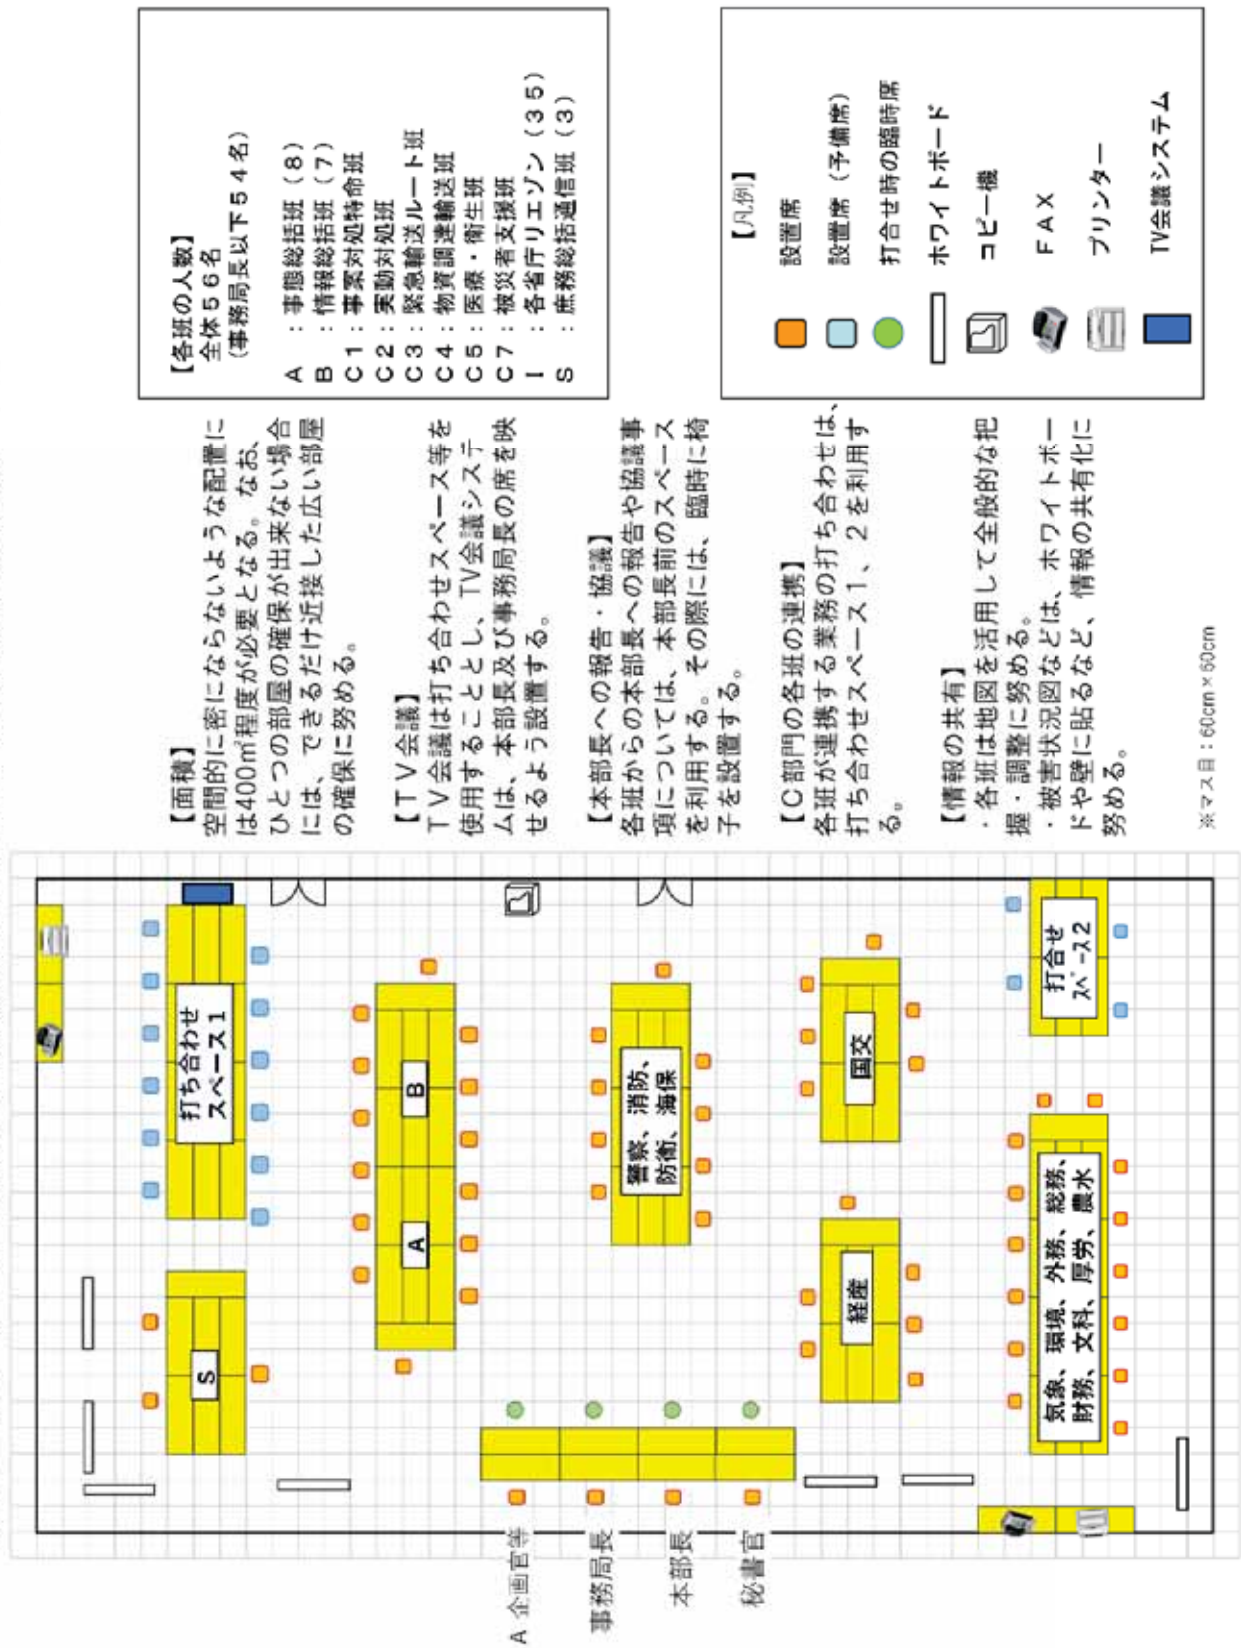 【面積】
空間的に密にならないような配置に
は400㎡程度が必要となる。なお、
ひとつの部屋の確保が出来ない場合
には、できるだけ近接した広い部屋
の確保に努める。
【TV会議】
TV会議は打ち合わせスペース等を
使用することとし、TV会議システ
ムは、本部長及び事務局長の席を映
せるよう設置する。
【本部長への報告・協議】
各班からの本部長への報告や協議事
項については、本部長前のスペース
を利用する。その際には、臨時に椅
子を設置する。
【C部門の各班の連携】
各班が連携する業務の打ち合わせは、
打ち合わせスペース1、2を利用す
る。
【情報の共有】
・各班は地図を活用して全般的な把
握・調整に努める。
・被害状況図などは、ホワイトボー
ドや壁に貼るなど、情報の共有化に
努める。
※マス目：60cm×60cm
【各班の人数】
全体56名
(事務局長以下54名)
A：事態総括班（8）
B：情報総括班（7）
C1：事案対処特命班
C2：実動対処班
C3：緊急輸送ルート班
C4：物資調達輸送班
C5：医療・衛生班
C7：被災者支援班
I：各省庁リエゾン（35）
S：庶務総括通信班（3）
【凡例】
設置席
設置席（予備席）
打合せ時の臨時席
ホワイトボード
コピー機
FAX
プリンター
TV会議システム
S
打ち合わせ
スペース1
A
B
警察、消防、
防衛、海保
経産
国交
気象、環境、外務、総務、
財務、文科、厚労、農水
打合せ
スペース2
A 企画官等
事務局長
本部長
秘書官